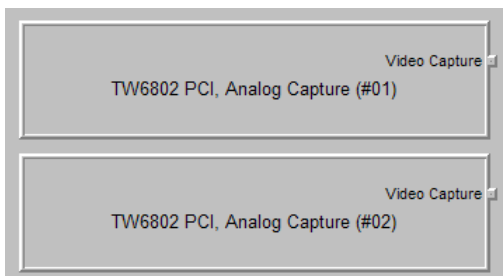 Video Capture
TW6802 PCI, Analog Capture (#01)
Video Capture
TW6802 PCI, Analog Capture (#02)